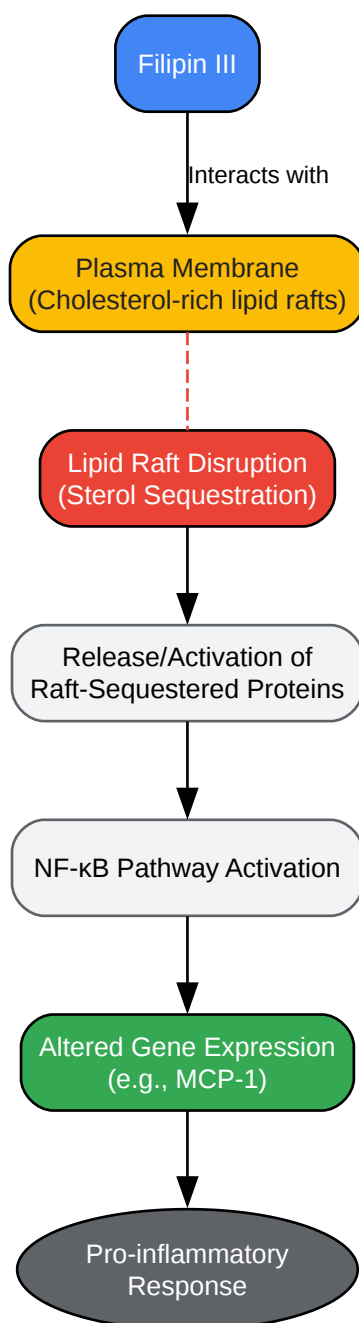 Filipin III
Interacts with
Plasma Membrane
(Cholesterol-rich lipid rafts)
Lipid Raft Disruption
(Sterol Sequestration)
Release/Activation of
Raft-Sequestered Proteins
NF-κB Pathway Activation
Altered Gene Expression
(e.g., MCP-1)
Pro-inflammatory
Response